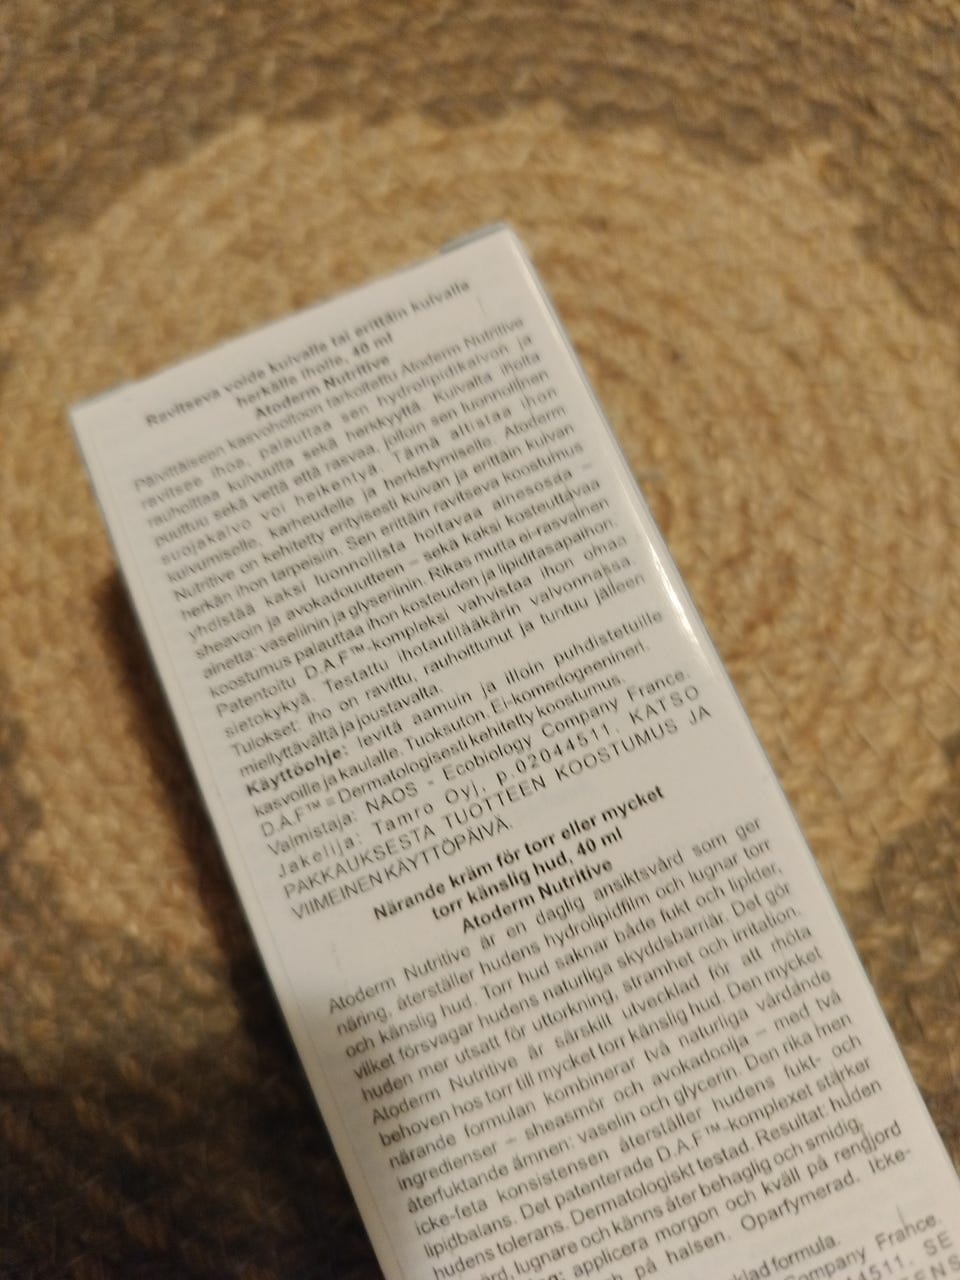 Ravitseva voide kuivalle tai erittäin kuivalle
herkälle iholle, 40 ml
Atoderm Nutritive
Päivittäiseen kasvohoitoon tarkoitettu Atoderm Nutritive
ravitsee ihoa, palauttaa sen hydrolipidikalvon ja
rauhoittaa kuivuutta sekä herkkyyttä. Kuivalta iholta
puuttuu sekä vettä että rasvaa, jolloin sen luonnollinen
suojakalvo voi heikentyä. Tämä altistaa ihon
kuivumiselle, karheudelle ja herkistymiselle. Atoderm
Nutritive on kehitetty erityisesti kuivan ja erittäin kuivan
herkän ihon tarpeisiin. Sen erittäin ravitseva koostumus
yhdistää kaksi luonnollista hoitavaa ainesosaa –
sheavoin ja avokadouutteen – sekä kaksi kosteuttavaa
ainetta: vaseliinin ja glyseriinin. Rikas mutta ei-rasvainen
koostumus palauttaa ihon kosteuden ja lipiditasapainon.
Patentoitu D.A.F™-kompleksi vahvistaa ihon omaa
sietokykyä. Testattu ihotautilääkärin valvonnassa.
Tulokset: iho on ravittu, rauhoittunut ja tuntuu jälleen
miellyttävältä ja joustavalta.
Käyttöohje: levitä aamuin ja illoin puhdistetuille
kasvoille ja kaulalle. Tuoksuton. Ei-komedogeeninen.
D.A.F™ = Dermatologisesti kehitetty koostumus.
Valmistaja: NAOS - Ecobiology Company France.
Jakelija: Tamro Oyj, p.02044511. KATSO
PAKKAUKSESTA TUOTTEEN KOOSTUMUS JA
VIIMEINEN KÄYTTÖPÄIVÄ.
Närande kräm för torr eller mycket
torr känslig hud, 40 ml
Atoderm Nutritive
Atoderm Nutritive är en daglig ansiktsvård som ger
näring, återställer hudens hydrolipidfilm och lugnar torr
och känslig hud. Torr hud saknar både fukt och lipider,
vilket försvagar hudens naturliga skyddsbarriär. Det gör
huden mer utsatt för uttorkning, stramhet och irritation.
Atoderm Nutritive är särskilt utvecklad för att möta
behoven hos torr till mycket torr känslig hud. Den mycket
närande formulan kombinerar två naturliga vårdande
ingredienser – sheasmör och avokadoolja – med två
återfuktande ämnen: vaselin och glycerin. Den rika men
icke-feta konsistensen återställer hudens fukt- och
lipidbalans. Det patenterade D.A.F™-komplexet stärker
hudens tolerans. Dermatologiskt testad. Resultat: huden
lugnare och känns åter behaglig och smidig.
applicera morgon och kväll på rengjord
på halsen. Oparfymerad. Icke-
formula.
Company France.
4511. SE